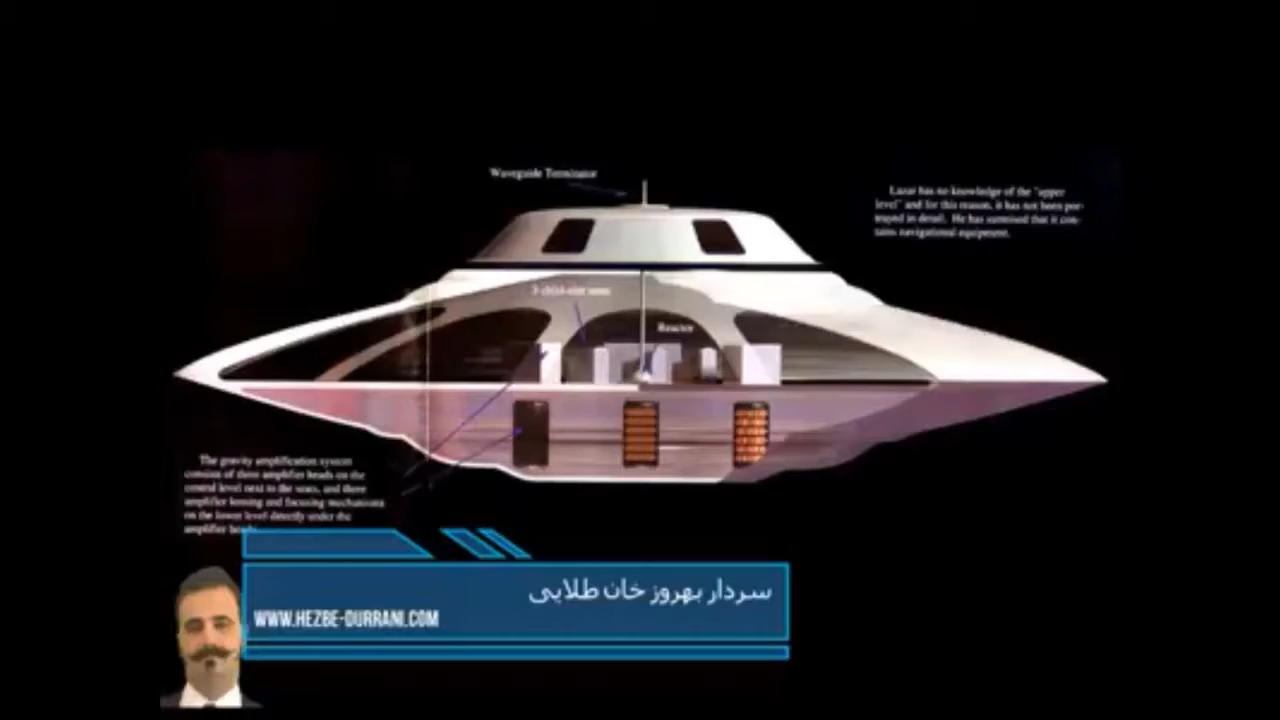 Waveguide Terminator
Lazar has no knowledge of the "upper
level" and for this reason, it has not been por-
trayed in detail. He has surmised that it con-
tains navigational equipment.
Reactor
The gravity amplification system
consists of three amplifier heads on the
central level next to the seats, and three
amplifier lensing and focusing mechanisms
on the lower level directly under the
amplifier heads.
سردار بهروز خان طلایی
WWW.HEZBE-DURRANI.COM